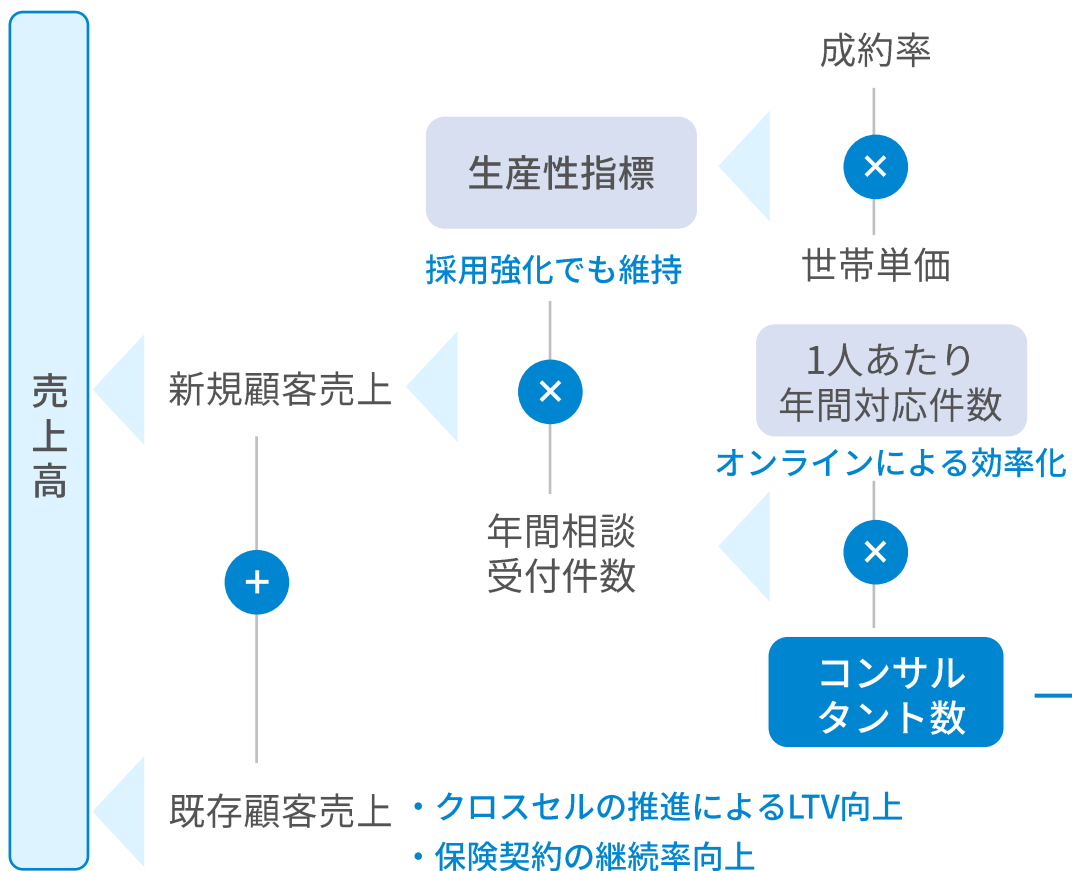 売上高
新規顧客売上
+
既存顧客売上
・クロスセルの推進によるLTV向上
・保険契約の継続率向上
生産性指標
採用強化でも維持
×
年間相談
受付件数
成約率
×
世帯単価
1人あたり
年間対応件数
オンラインによる効率化
×
コンサル
タント数